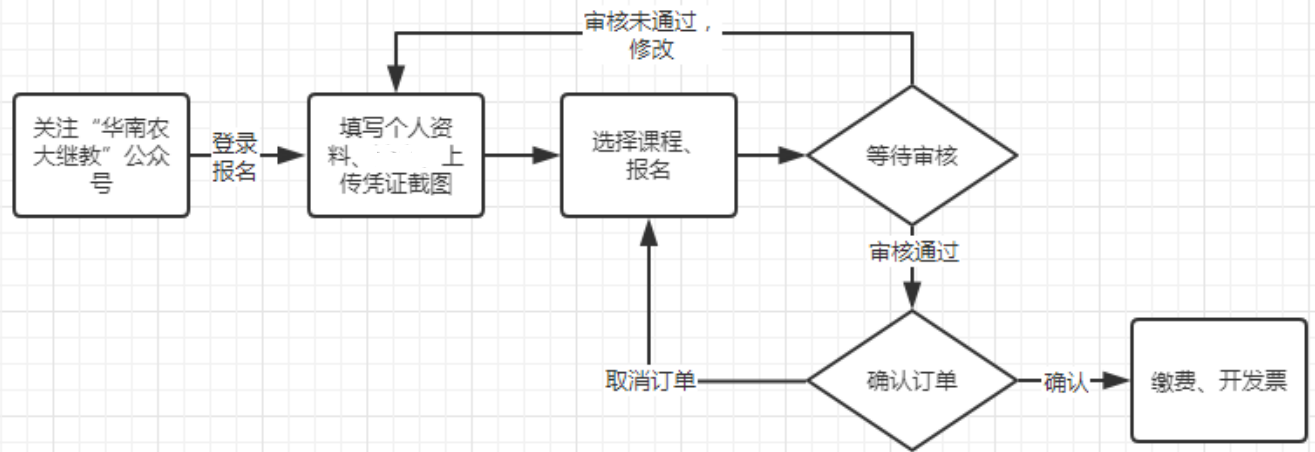 审核未通过，
修改
关注“华南农
大继教”公众
号
登录
报名
填写个人资
料、 上
传凭证截图
选择课程、
报名
等待审核
审核通过
取消订单
确认订单
确认
缴费、开发票